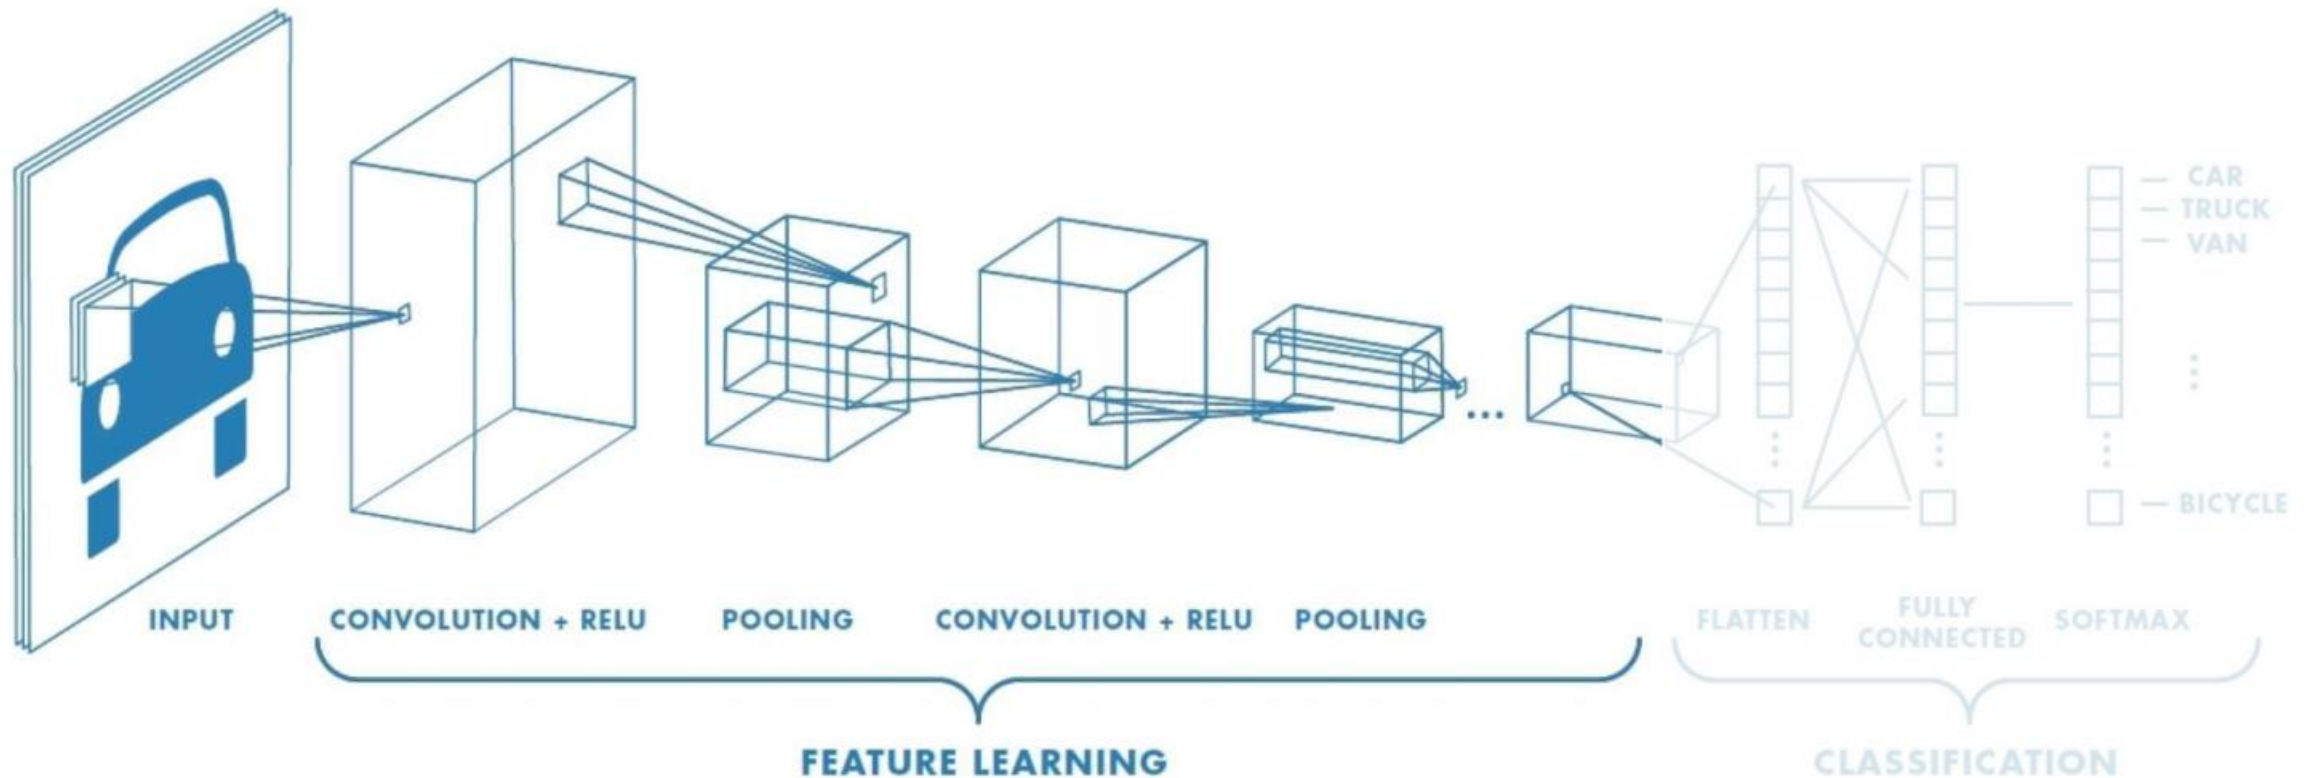 CAR
TRUCK
VAN
BICYCLE
INPUT
CONVOLUTION + RELU
POOLING
CONVOLUTION + RELU
POOLING
FLATTEN
FULLY
CONNECTED
SOFTMAX
FEATURE LEARNING
CLASSIFICATION